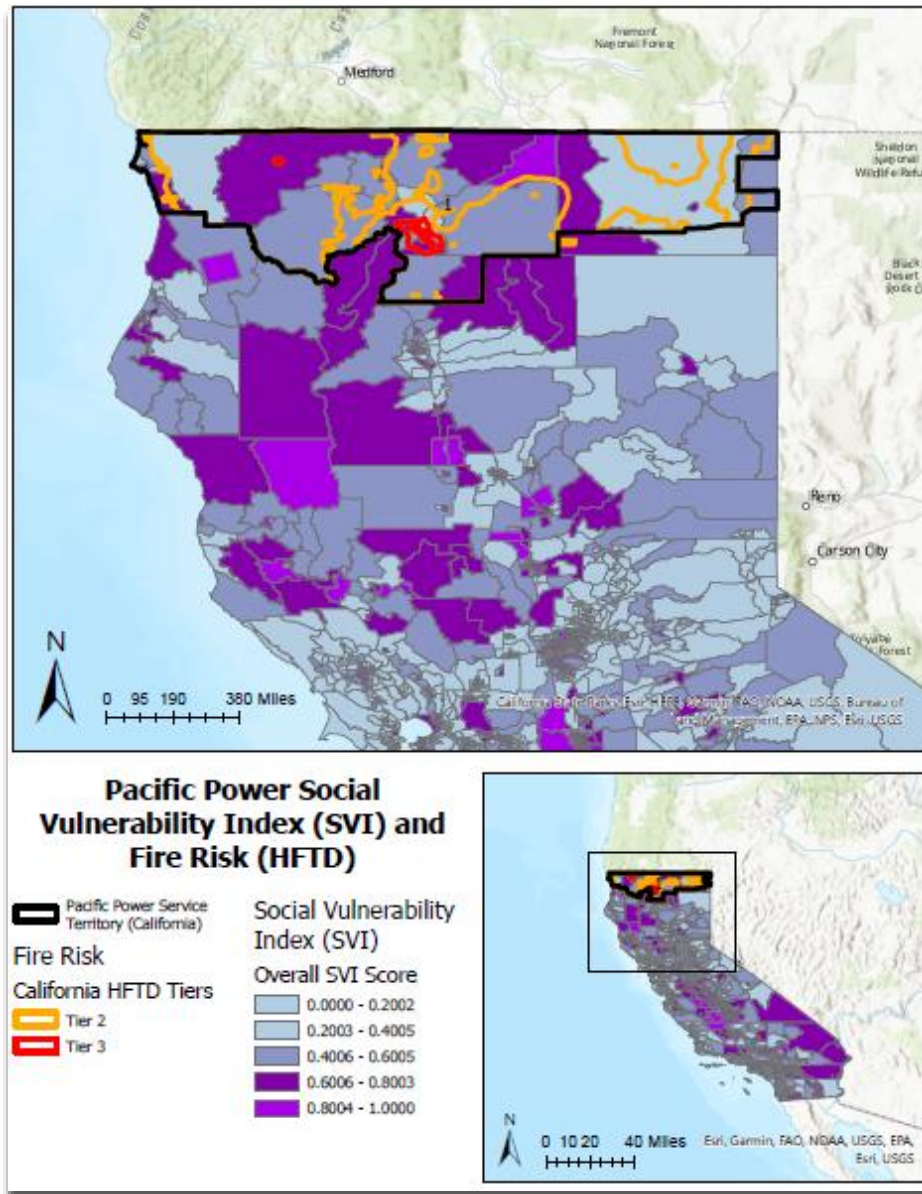 Fremont
National Forest
Medford
Sheldon
National
Wildlife Refu
Black
Desert
Rock C
Reno
Carson City
Forest
N
0 95 190 380 Miles
Pacific Power Social
Vulnerability Index (SVI) and
Fire Risk (HFTD)
Pacific Power Service
Territory (California)
Fire Risk
California HFTD Tiers
Tier 2
Tier 3
Social Vulnerability
Index (SVI)
Overall SVI Score
0.0000 - 0.2002
0.2003 - 0.4005
0.4006 - 0.6005
0.6006 - 0.8003
0.8004 - 1.0000
N
0 10 20 40 Miles
Esri, Garmin, FAO, NOAA, USGS, EPA,
Esri, USGS